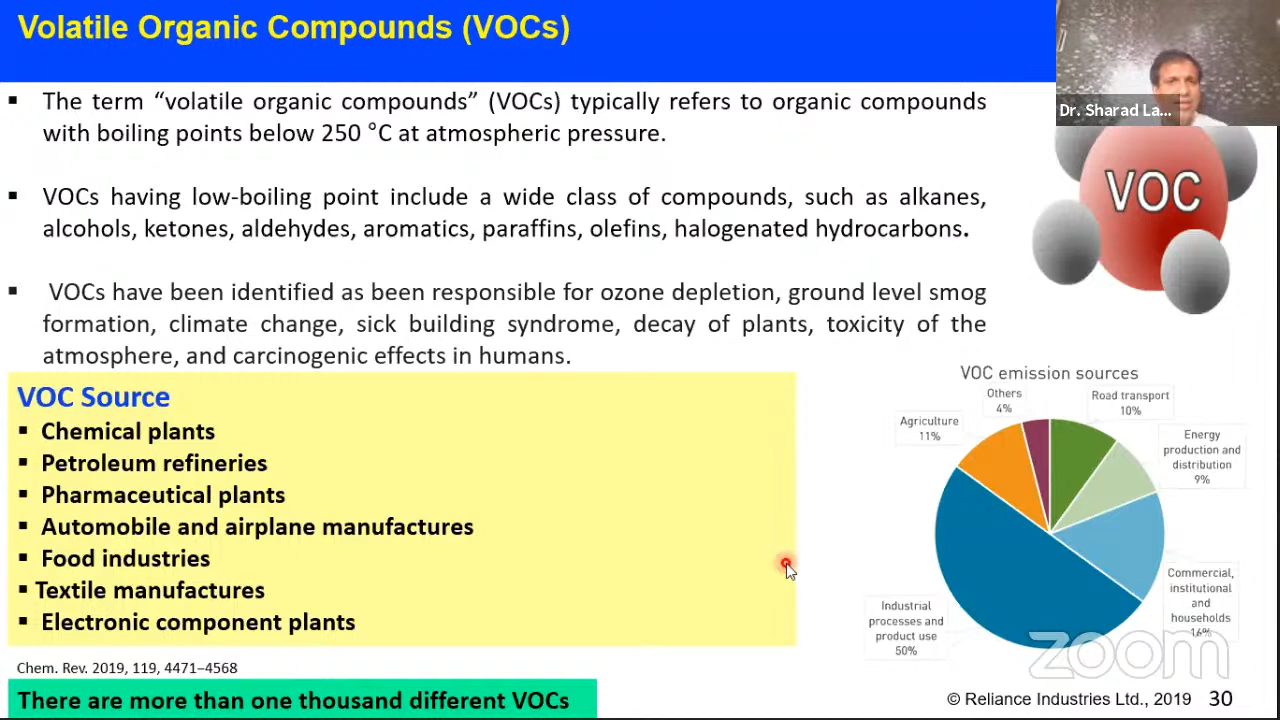 Volatile Organic Compounds (VOCs)
Dr. Sharad La...
▪ The term “volatile organic compounds” (VOCs) typically refers to organic compounds
with boiling points below 250 °C at atmospheric pressure.
VOC
▪ VOCs having low-boiling point include a wide class of compounds, such as alkanes,
alcohols, ketones, aldehydes, aromatics, paraffins, olefins, halogenated hydrocarbons.
▪ VOCs have been identified as been responsible for ozone depletion, ground level smog
formation, climate change, sick building syndrome, decay of plants, toxicity of the
atmosphere, and carcinogenic effects in humans.
VOC Source
▪ Chemical plants
▪ Petroleum refineries
▪ Pharmaceutical plants
▪ Automobile and airplane manufactures
▪ Food industries
▪ Textile manufactures
▪ Electronic component plants
VOC emission sources
Others
4%
Road transport
10%
Agriculture
11%
Energy
production and
distribution
9%
Commercial,
institutional
and
households
16%
Industrial
processes and
product use
50%
zoom
Chem. Rev. 2019, 119, 4471–4568
There are more than one thousand different VOCs
© Reliance Industries Ltd., 2019 30